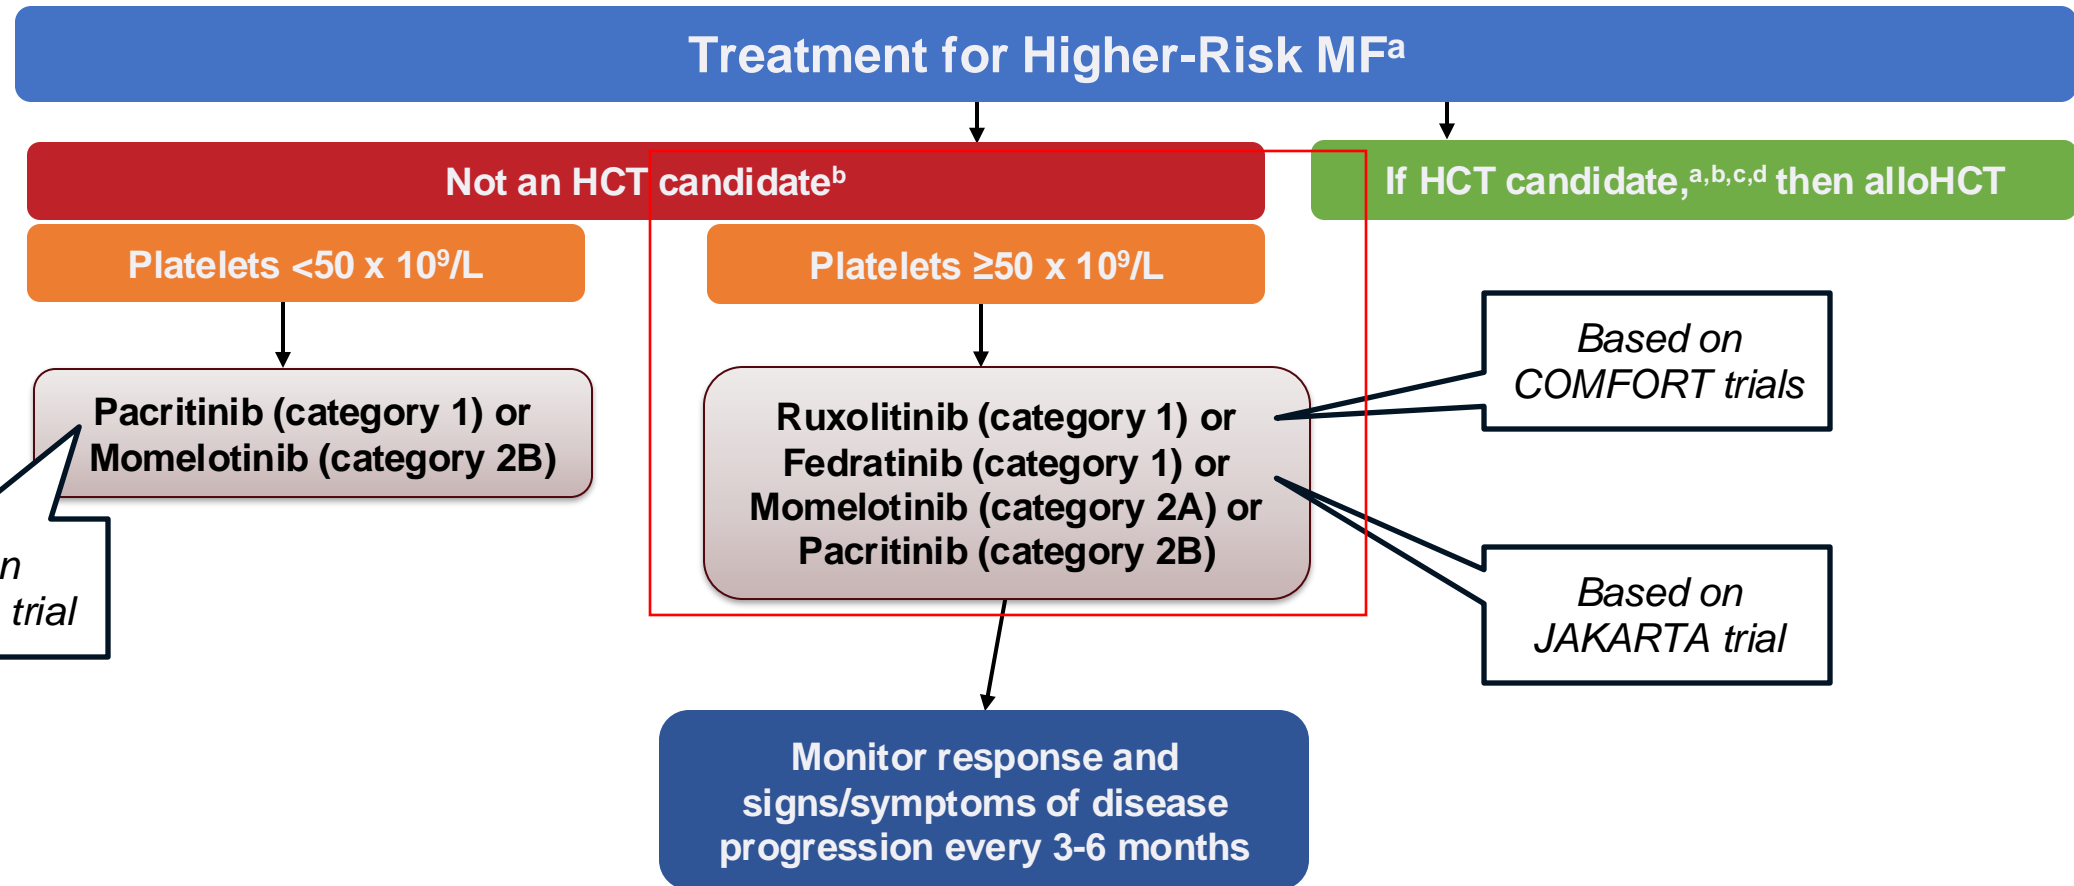 Treatment for Higher-Risk MFᵃ
Not an HCT candidateᵇ
If HCT candidate,ᵃ,ᵇ,ᶜ,ᵈ then alloHCT
Platelets <50 x 10⁹/L
Platelets ≥50 x 10⁹/L
Pacritinib (category 1) or
Momelotinib (category 2B)
Ruxolitinib (category 1) or
Fedratinib (category 1) or
Momelotinib (category 2A) or
Pacritinib (category 2B)
Based on
COMFORT trials
Based on
JAKARTA trial
trial
Monitor response and
signs/symptoms of disease
progression every 3-6 months